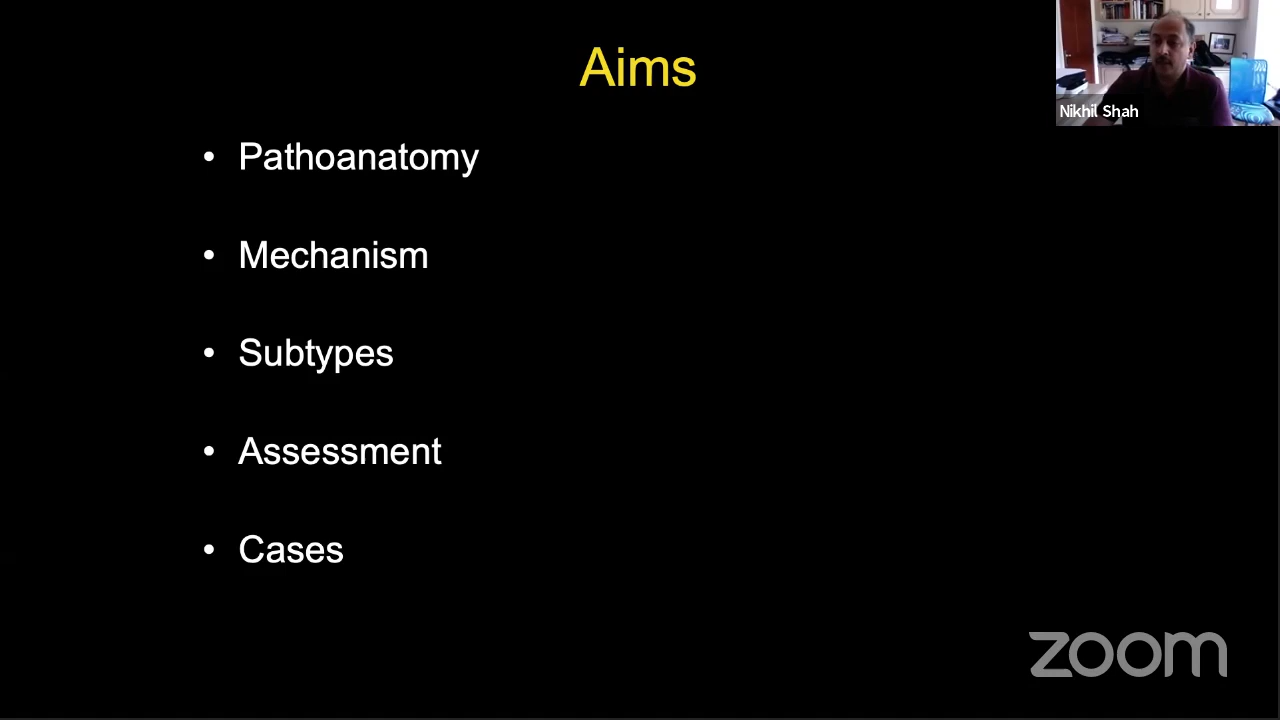 Aims
Nikhil Shah
• Pathoanatomy
• Mechanism
• Subtypes
• Assessment
• Cases
zoom